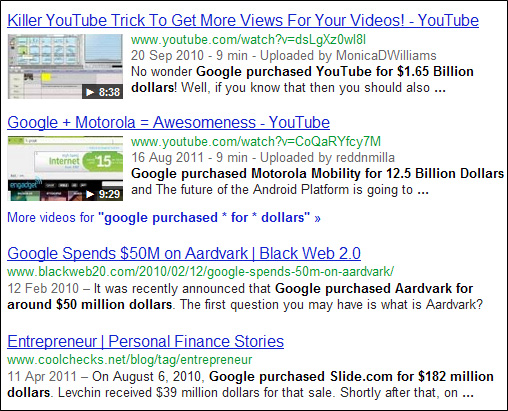 Killer YouTube Trick To Get More Views For Your Videos! - YouTube
www.youtube.com/watch?v=dsLgXz0wl8I
20 Sep 2010 - 9 min - Uploaded by MonicaDWilliams
No wonder Google purchased YouTube for $1.65 Billion
dollars! Well, if you know that then you should also ...
8:38
Google + Motorola = Awesomeness - YouTube
www.youtube.com/watch?v=CoQaRYfcy7M
16 Aug 2011 - 9 min - Uploaded by reddnmilla
Google purchased Motorola Mobility for 12.5 Billion Dollars
and The future of the Android Platform is going to ...
$15
engadget
9:29
More videos for "google purchased * for * dollars" »
Google Spends $50M on Aardvark | Black Web 2.0
www.blackweb20.com/2010/02/12/google-spends-50m-on-aardvark/
12 Feb 2010 – It was recently announced that Google purchased Aardvark for
around $50 million dollars. The first question you may have is what is Aardvark?
Entrepreneur | Personal Finance Stories
www.coolchecks.net/blog/tag/entrepreneur
11 Apr 2011 – On August 6, 2010, Google purchased Slide.com for $182 million
dollars. Levchin received $39 million dollars for that sale. Shortly after that, on ...